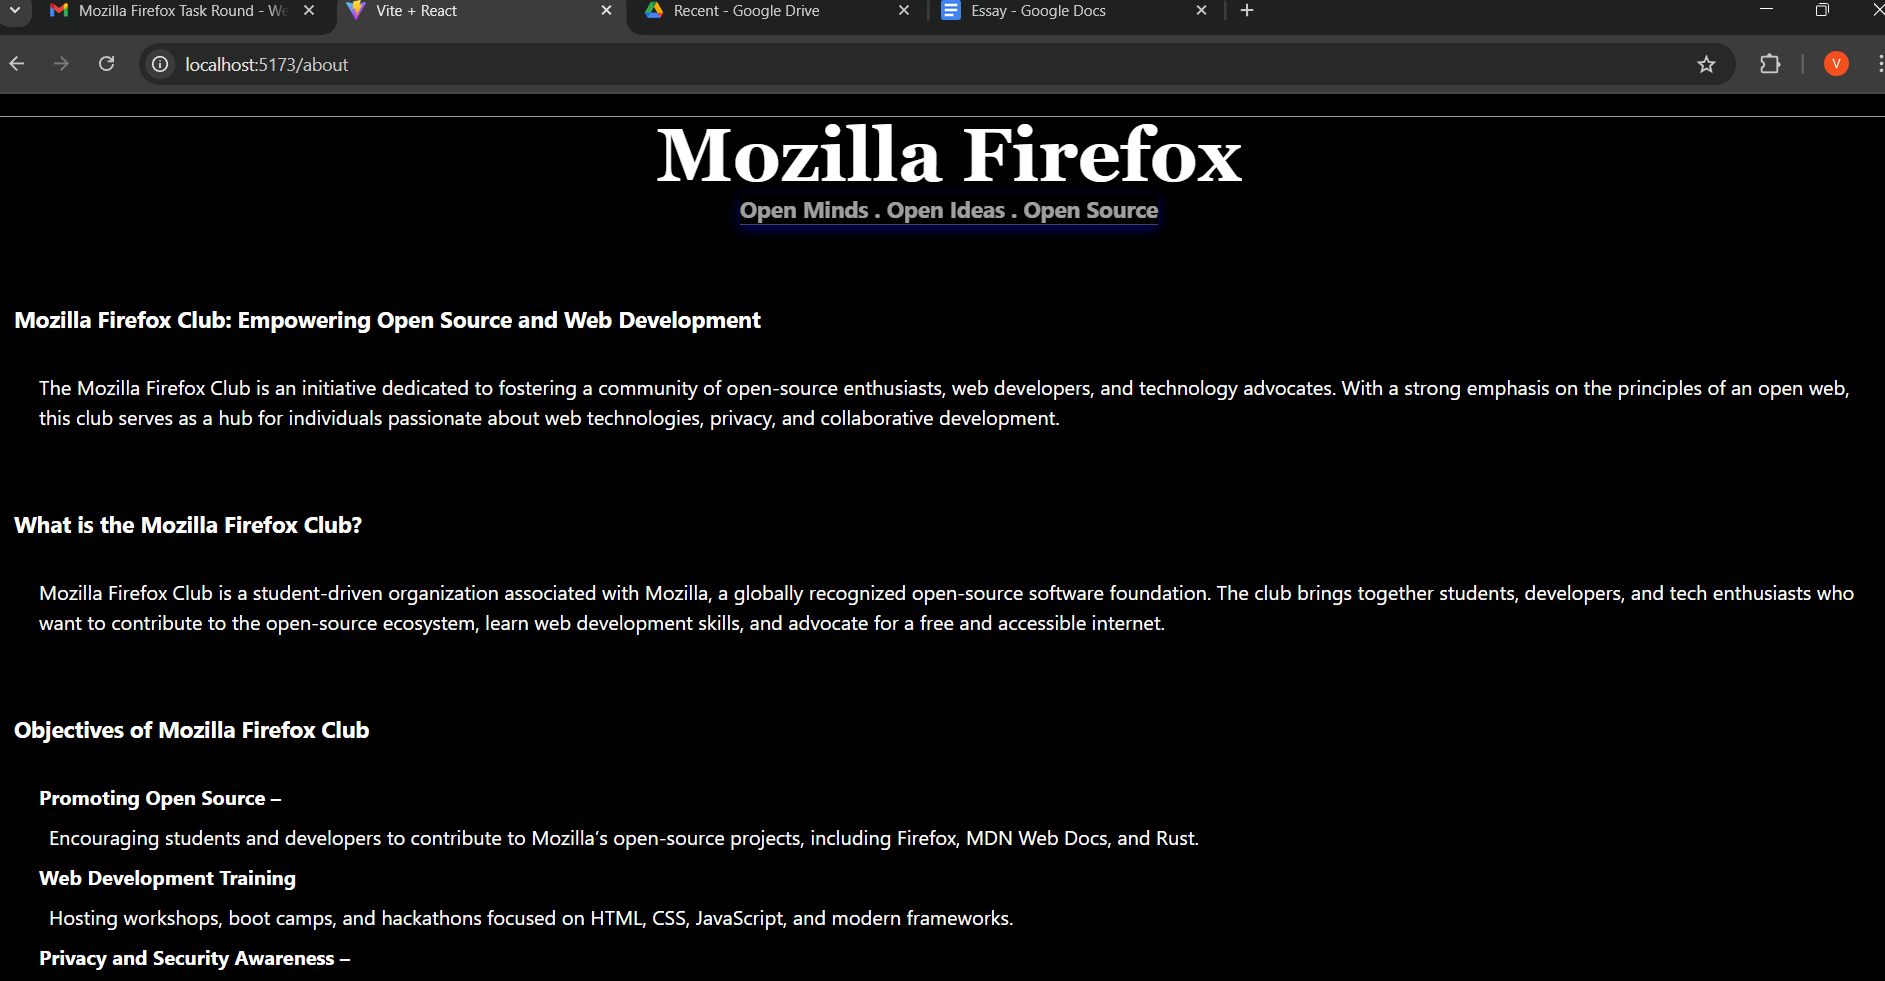 Mozilla Firefox Task Round - We
Vite + React
Recent - Google Drive
Essay - Google Docs
localhost:5173/about
V
Mozilla Firefox
Open Minds . Open Ideas . Open Source
Mozilla Firefox Club: Empowering Open Source and Web Development
The Mozilla Firefox Club is an initiative dedicated to fostering a community of open-source enthusiasts, web developers, and technology advocates. With a strong emphasis on the principles of an open web,
this club serves as a hub for individuals passionate about web technologies, privacy, and collaborative development.
What is the Mozilla Firefox Club?
Mozilla Firefox Club is a student-driven organization associated with Mozilla, a globally recognized open-source software foundation. The club brings together students, developers, and tech enthusiasts who
want to contribute to the open-source ecosystem, learn web development skills, and advocate for a free and accessible internet.
Objectives of Mozilla Firefox Club
Promoting Open Source –
Encouraging students and developers to contribute to Mozilla’s open-source projects, including Firefox, MDN Web Docs, and Rust.
Web Development Training
Hosting workshops, boot camps, and hackathons focused on HTML, CSS, JavaScript, and modern frameworks.
Privacy and Security Awareness –